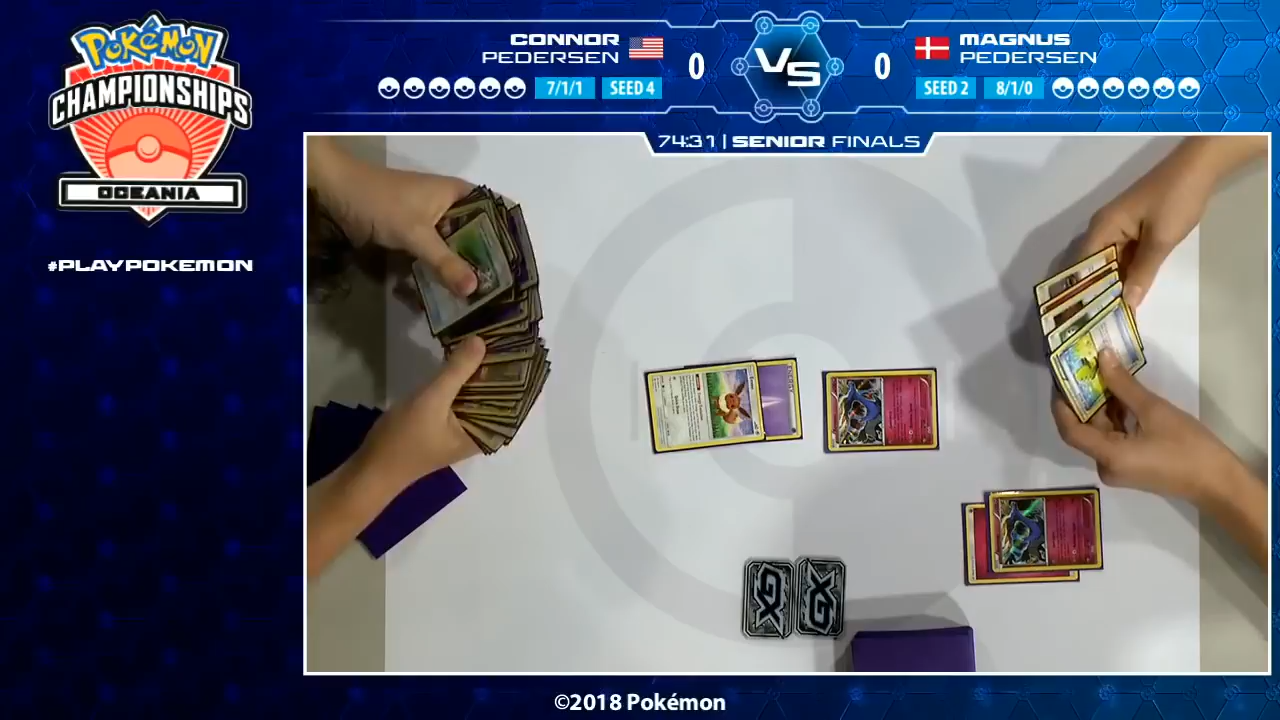 POKéMON
CHAMPIONSHIPS
OCEANIA
#PLAYPOKEMON
CONNOR
PEDERSEN
0
VS
0
MAGNUS
PEDERSEN
7/1/1
SEED 4
SEED 2
8/1/0
74:31 | SENIOR FINALS
GX
GX
©2018 Pokémon